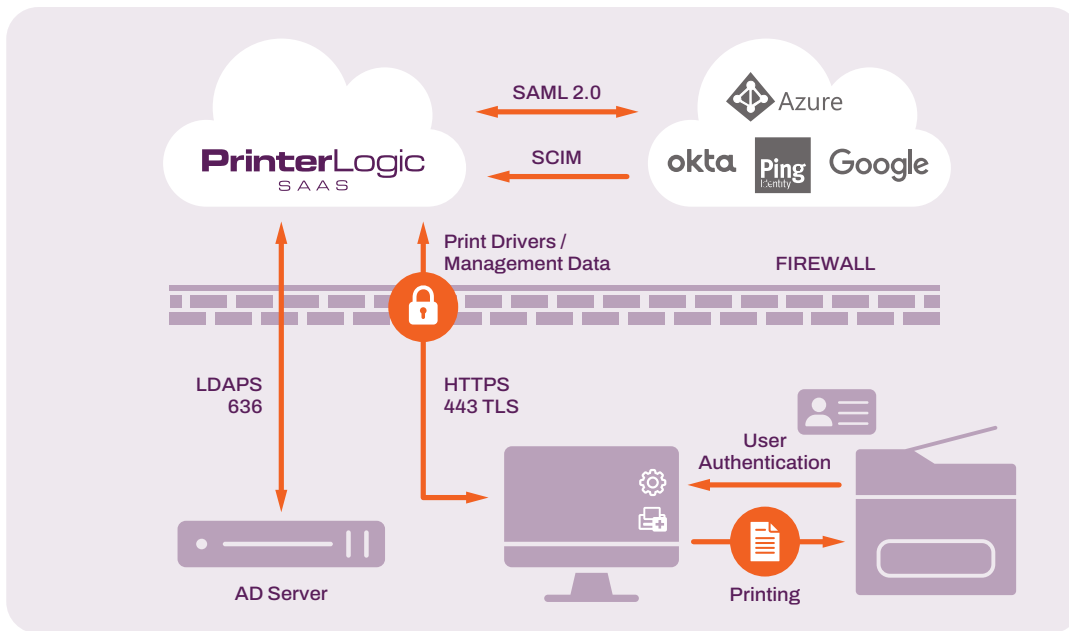 SAML 2.0
Azure
PrinterLogic
SAAS
SCIM
okta
Ping
Identity
Google
Print Drivers /
Management Data
FIREWALL
LDAPS
636
HTTPS
443 TLS
User
Authentication
AD Server
Printing